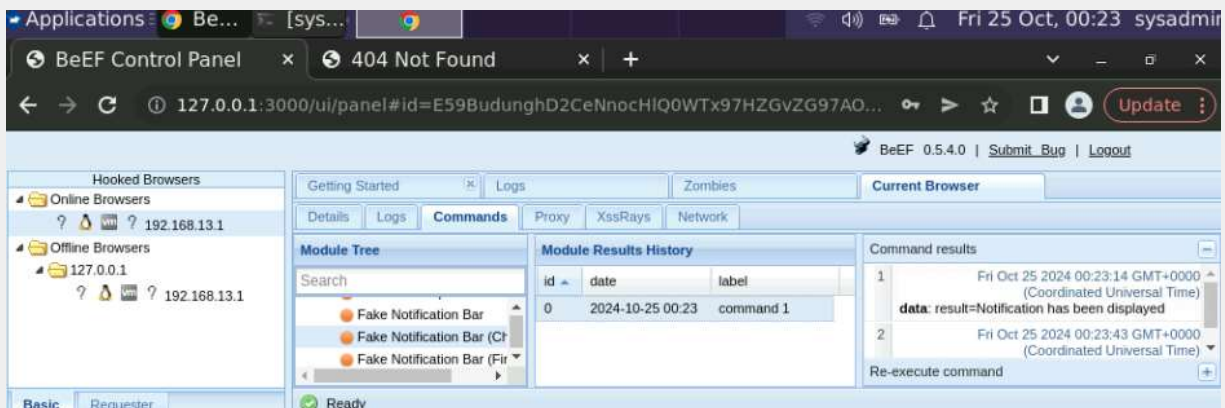 Applications Be... [sys... Fri 25 Oct, 00:23 sysadmin
BeEF Control Panel × 404 Not Found × +
127.0.0.1:3000/ui/panel#id=E59BudunghD2CeNnocHlQ0WTx97HZGvZG97AO... Update
BeEF 0.5.4.0 | Submit Bug | Logout
Hooked Browsers
Online Browsers
? vm ? 192.168.13.1
Offline Browsers
127.0.0.1
? vm ? 192.168.13.1
Basic Requester
Getting Started Logs Zombies Current Browser
Details Logs Commands Proxy XssRays Network
Module Tree
Search
Fake Notification Bar
Fake Notification Bar (Ch
Fake Notification Bar (Fir
Module Results History
id date label
0 2024-10-25 00:23 command 1
Command results
1 Fri Oct 25 2024 00:23:14 GMT+0000
(Coordinated Universal Time)
data: result=Notification has been displayed
2 Fri Oct 25 2024 00:23:43 GMT+0000
(Coordinated Universal Time)
Re-execute command
Ready